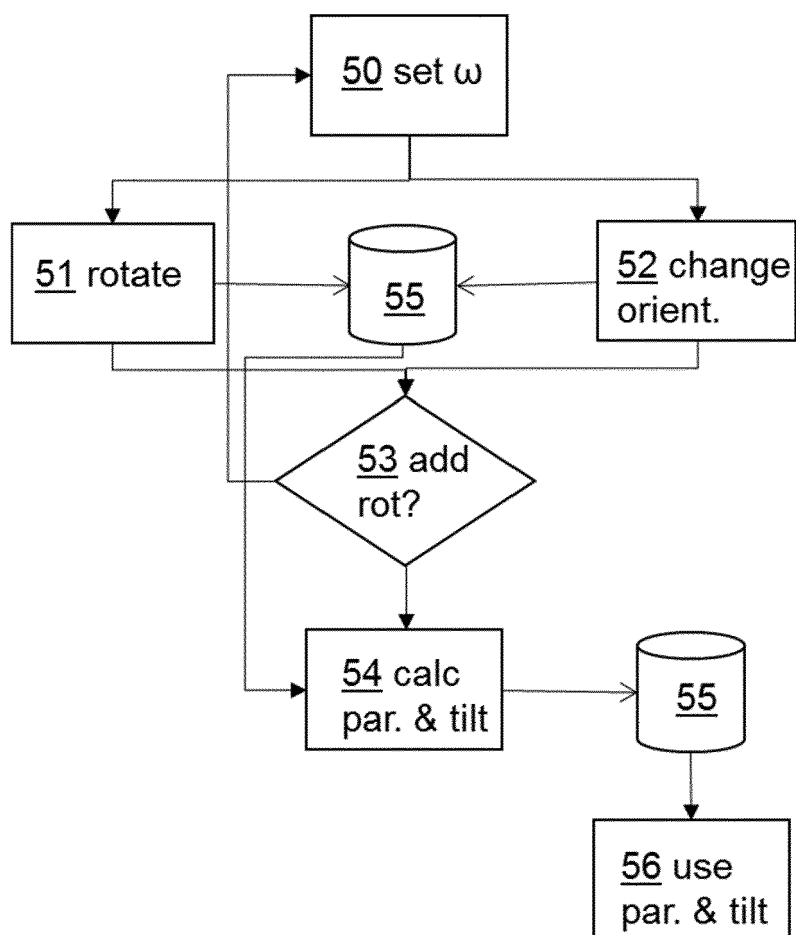 50 set ω
51 rotate
55
52 change
orient.
53 add
rot?
54 calc
par. & tilt
55
56 use
par. & tilt